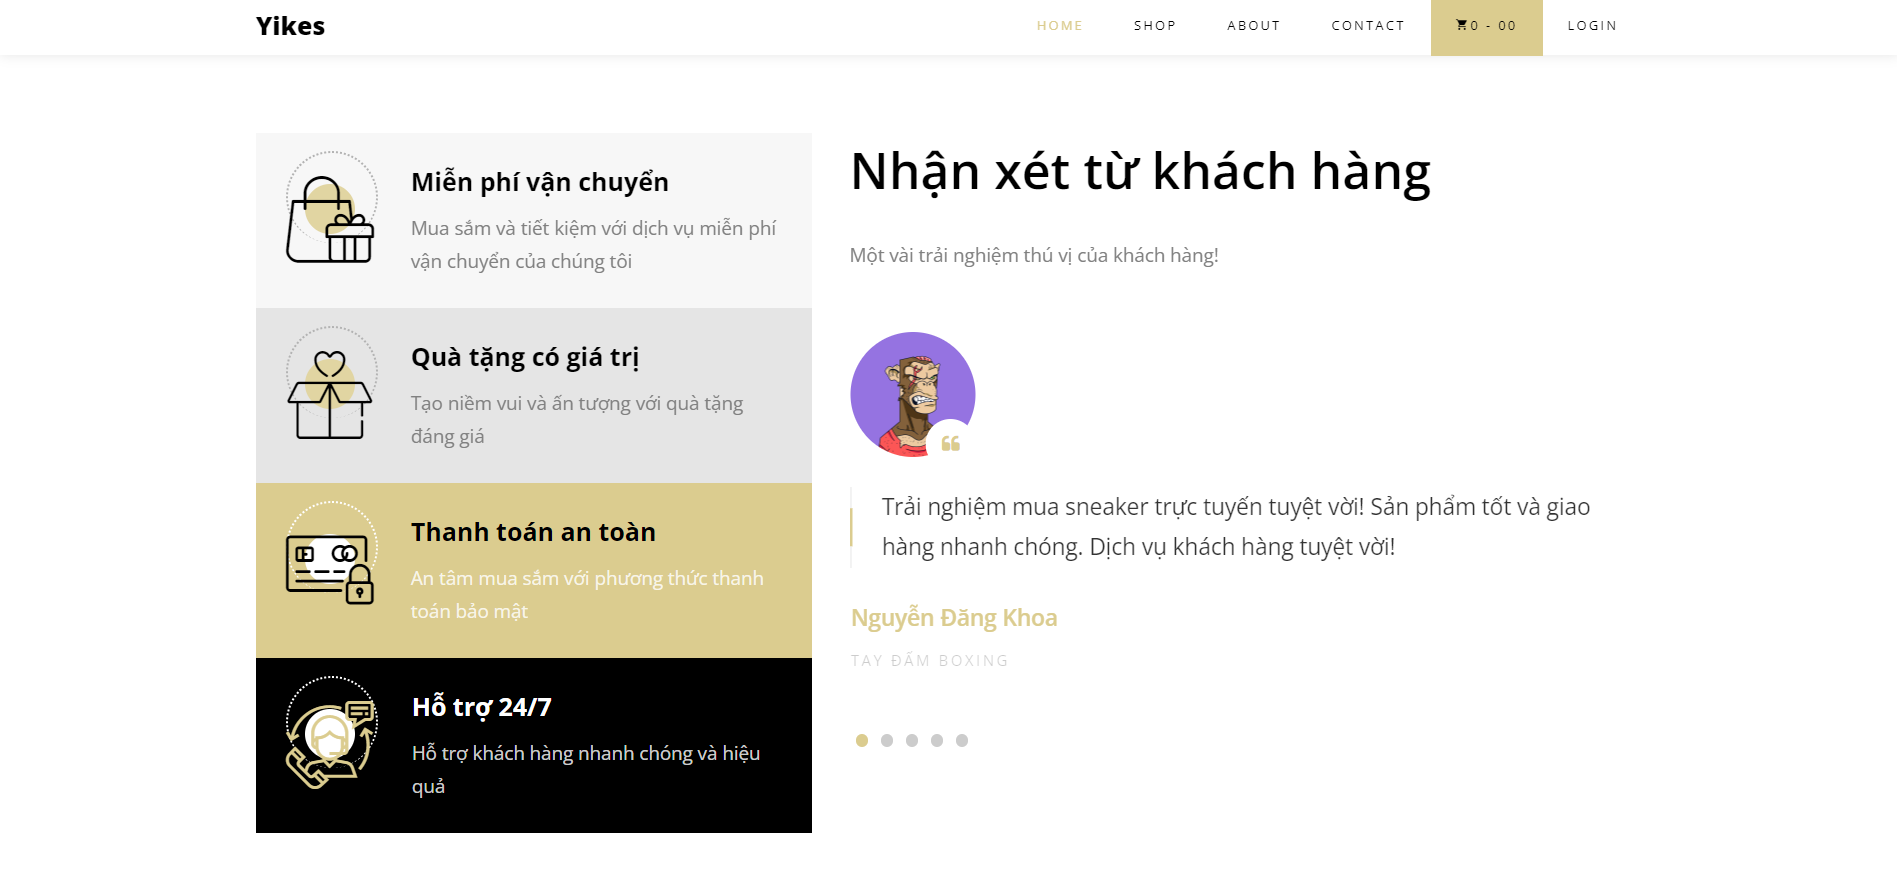 Yikes
HOME SHOP ABOUT CONTACT 0 - 00 LOGIN
Miễn phí vận chuyển
Mua sắm và tiết kiệm với dịch vụ miễn phí
vận chuyển của chúng tôi
Quà tặng có giá trị
Tạo niềm vui và ấn tượng với quà tặng
đáng giá
Thanh toán an toàn
An tâm mua sắm với phương thức thanh
toán bảo mật
Hỗ trợ 24/7
Hỗ trợ khách hàng nhanh chóng và hiệu
quả
Nhận xét từ khách hàng
Một vài trải nghiệm thú vị của khách hàng!
Trải nghiệm mua sneaker trực tuyến tuyệt vời! Sản phẩm tốt và giao
hàng nhanh chóng. Dịch vụ khách hàng tuyệt vời!
Nguyễn Đăng Khoa
TAY ĐẤM BOXING